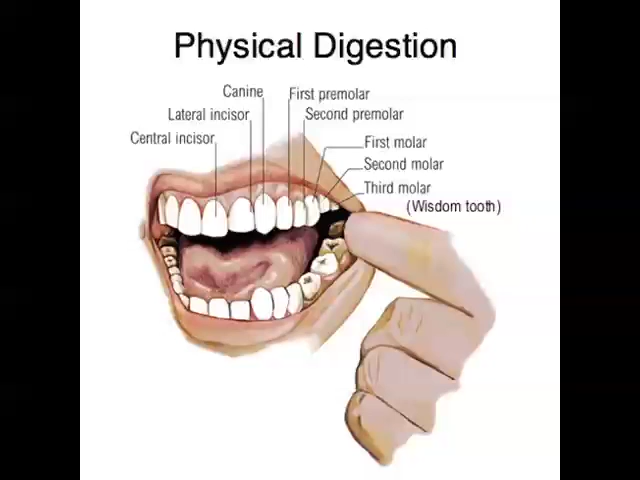 Physical Digestion
Canine
First premolar
Lateral incisor
Second premolar
Central incisor
First molar
Second molar
Third molar
(Wisdom tooth)